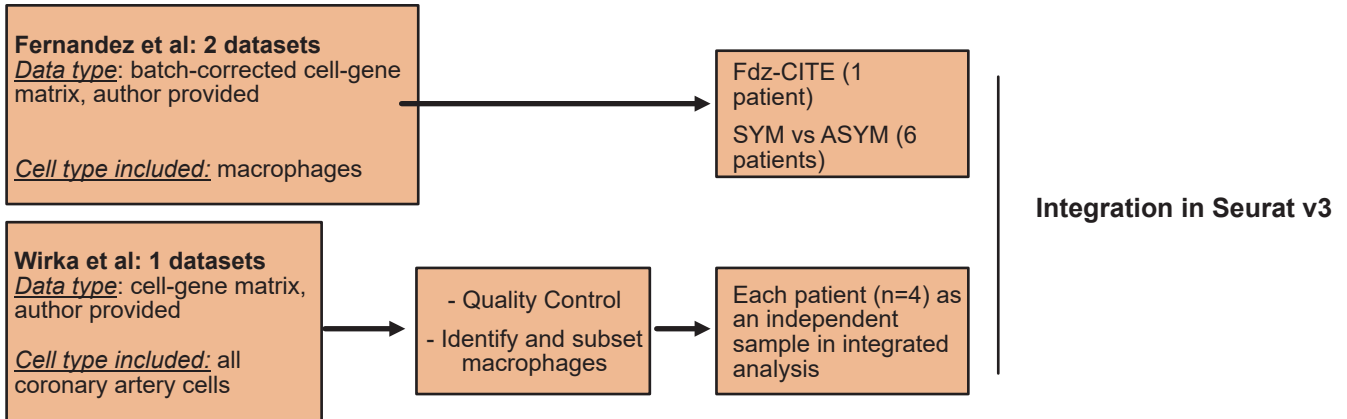 Fernandez et al: 2 datasets
Data type: batch-corrected cell-gene
matrix, author provided
Cell type included: macrophages
Fdz-CITE (1
patient)
SYM vs ASYM (6
patients)
Integration in Seurat v3
Wirka et al: 1 datasets
Data type: cell-gene matrix,
author provided
Cell type included: all
coronary artery cells
- Quality Control
- Identify and subset
macrophages
Each patient (n=4) as
an independent
sample in integrated
analysis